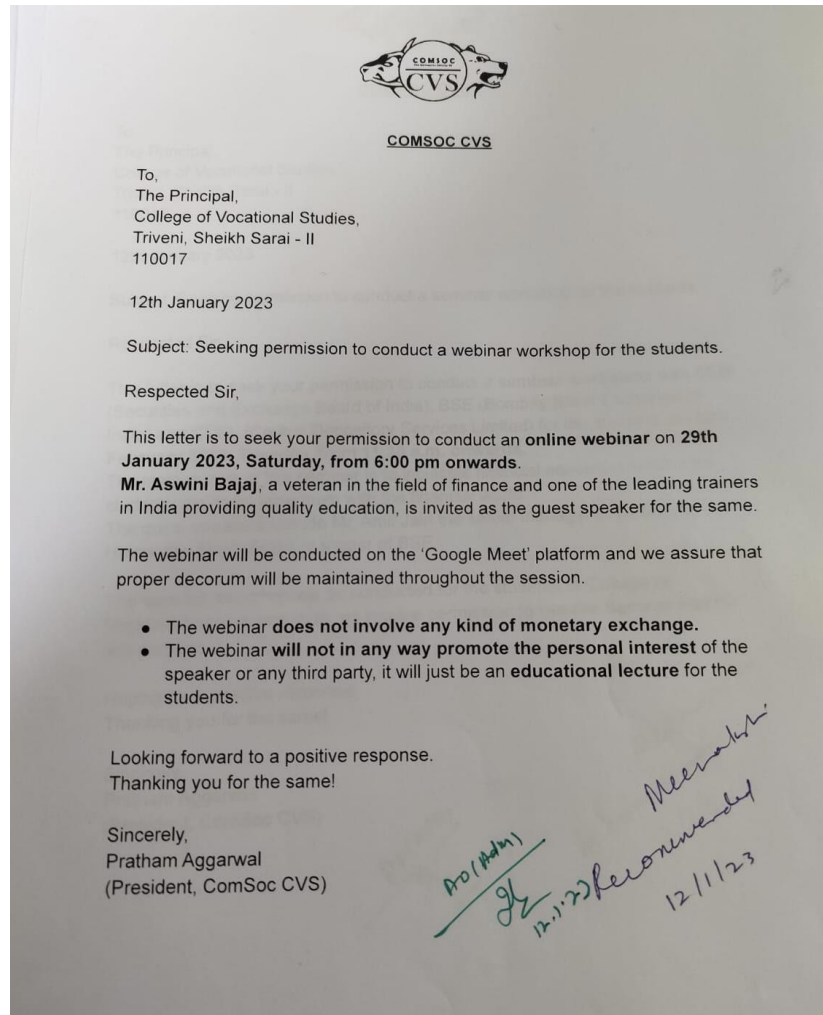 COMSOC
CVS
COMSOC CVS
To,
The Principal,
College of Vocational Studies,
Triveni, Sheikh Sarai - II
110017
12th January 2023
Subject: Seeking permission to conduct a webinar workshop for the students.
Respected Sir,
This letter is to seek your permission to conduct an online webinar on 29th
January 2023, Saturday, from 6:00 pm onwards.
Mr. Aswini Bajaj, a veteran in the field of finance and one of the leading trainers
in India providing quality education, is invited as the guest speaker for the same.
The webinar will be conducted on the ‘Google Meet’ platform and we assure that
proper decorum will be maintained throughout the session.
● The webinar does not involve any kind of monetary exchange.
● The webinar will not in any way promote the personal interest of the
speaker or any third party, it will just be an educational lecture for the
students.
Looking forward to a positive response.
Thanking you for the same!
Sincerely,
Pratham Aggarwal
(President, ComSoc CVS)
Meenakshi
Recommended
12/1/23
AO (Adm)
12.1.23